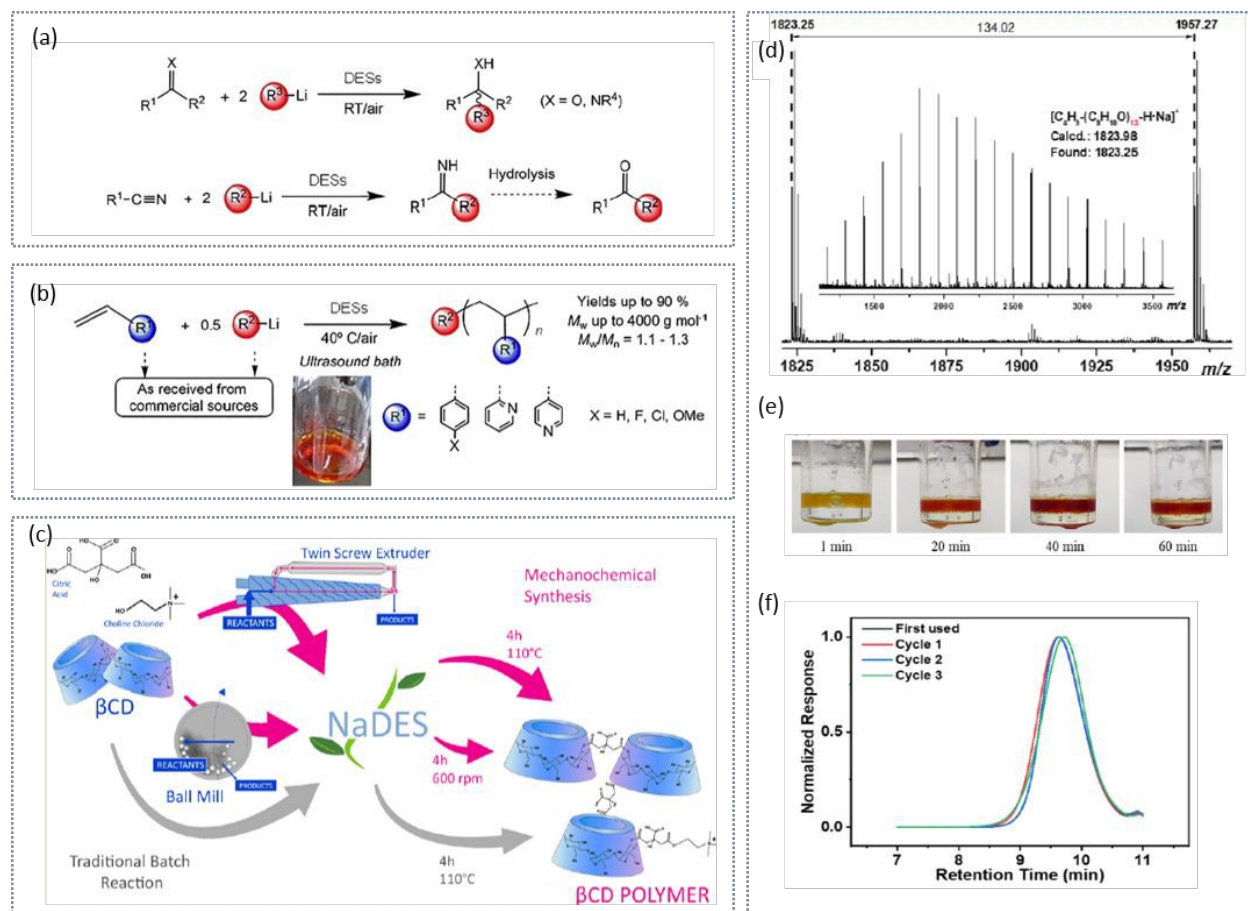 (a)
X
R¹ R²
+ 2
R³-Li
DESs
RT/air
XH
R¹ R²
R³
(X = O, NR⁴)
R¹-C≡N + 2 R²-Li
DESs
RT/air
NH
R¹ R²
Hydrolysis
O
R¹ R²
(b)
R¹
+ 0.5
R²-Li
DESs
40º C/air
Ultrasound bath
R²
n
R¹
Yields up to 90 %
Mw up to 4000 g mol⁻¹
Mw/Mn = 1.1 - 1.3
As received from
commercial sources
R¹ =
X
N
N
X = H, F, Cl, OMe
(c)
Citric
Acid
Choline Chloride
Twin Screw Extruder
REACTANTS
PRODUCTS
Mechanochemical
Synthesis
βCD
REACTANTS
PRODUCTS
Ball Mill
NaDES
4h
110°C
4h
600 rpm
Traditional Batch
Reaction
4h
110°C
βCD POLYMER
(d)
1823.25
134.02
1957.27
Calcd.: 1823.98
Found: 1823.25
1500 2000 2500 3000 3500 m/z
1825 1850 1875 1900 1925 1950 m/z
(e)
1 min 20 min 40 min 60 min
(f)
First used
Cycle 1
Cycle 2
Cycle 3
Normalized Response
1.0
0.5
0.0
7 8 9 10 11
Retention Time (min)